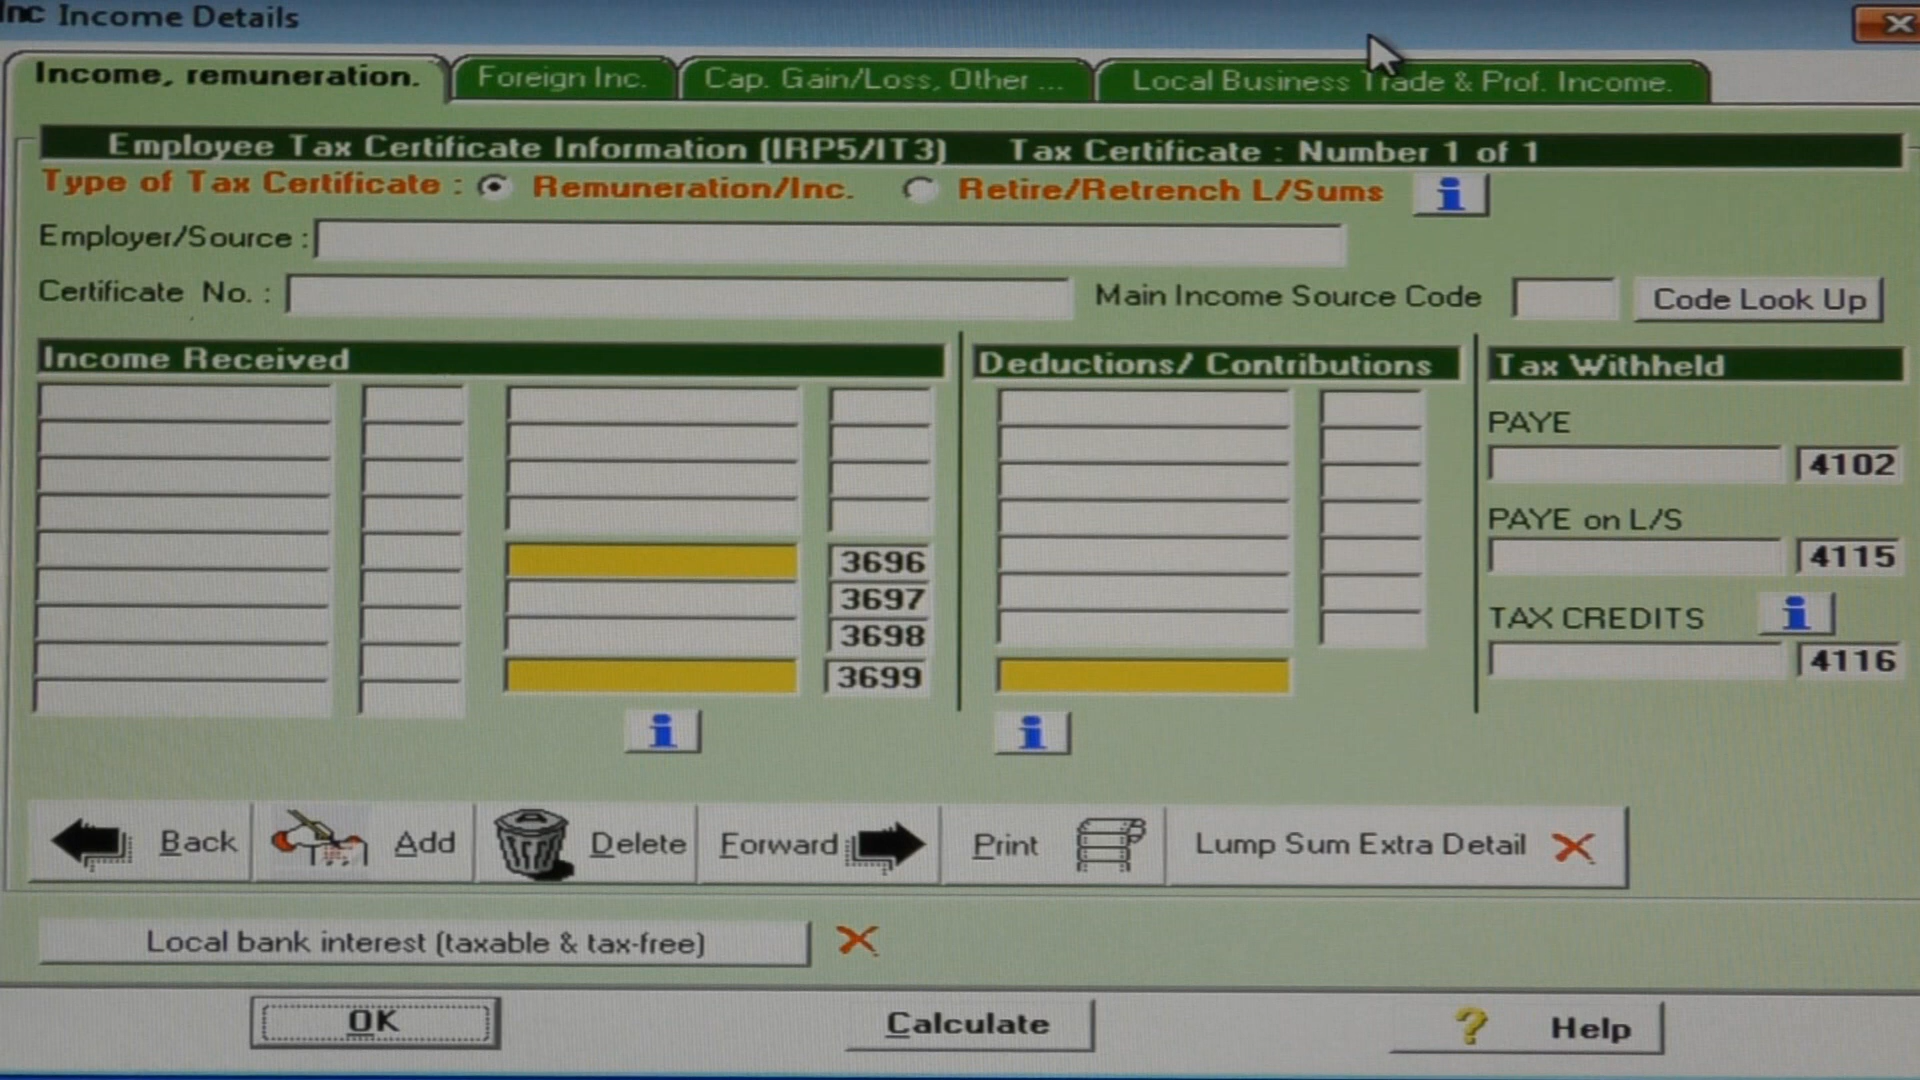 Inc Income Details
Income, remuneration.
Foreign Inc.
Cap. Gain/Loss, Other ...
Local Business Trade & Prof. Income.
Employee Tax Certificate Information (IRP5/IT3) Tax Certificate : Number 1 of 1
Type of Tax Certificate : Remuneration/Inc. Retire/Retrench L/Sums i
Employer/Source :
Certificate No. : Main Income Source Code Code Look Up
Income Received
3696
3697
3698
3699
i
Deductions/ Contributions
i
Tax Withheld
PAYE
4102
PAYE on L/S
4115
TAX CREDITS i
4116
Back Add Delete Forward Print Lump Sum Extra Detail
Local bank interest (taxable & tax-free)
OK Calculate ? Help